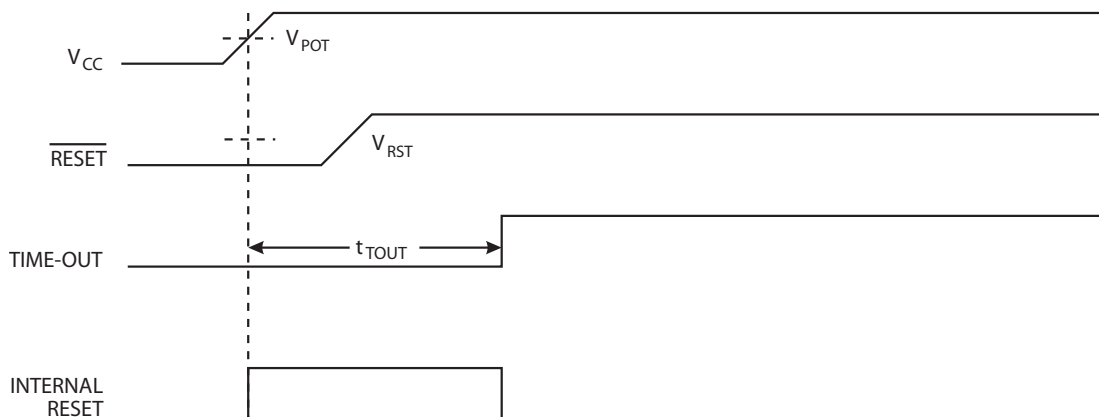 V_POT
V_CC
V_RST
RESET
t_TOUT
TIME-OUT
INTERNAL
RESET